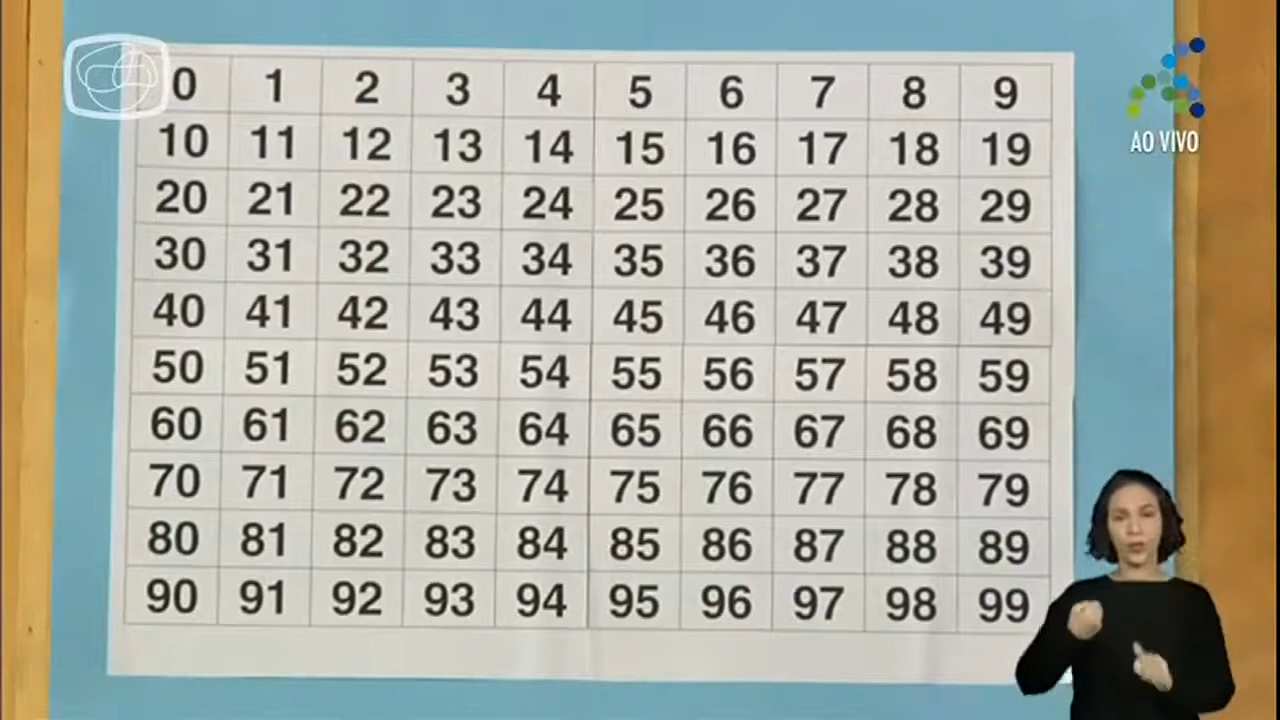 0 1 2 3 4 5 6 7 8 9
10 11 12 13 14 15 16 17 18 19
20 21 22 23 24 25 26 27 28 29
30 31 32 33 34 35 36 37 38 39
40 41 42 43 44 45 46 47 48 49
50 51 52 53 54 55 56 57 58 59
60 61 62 63 64 65 66 67 68 69
70 71 72 73 74 75 76 77 78 79
80 81 82 83 84 85 86 87 88 89
90 91 92 93 94 95 96 97 98 99
AO VIVO